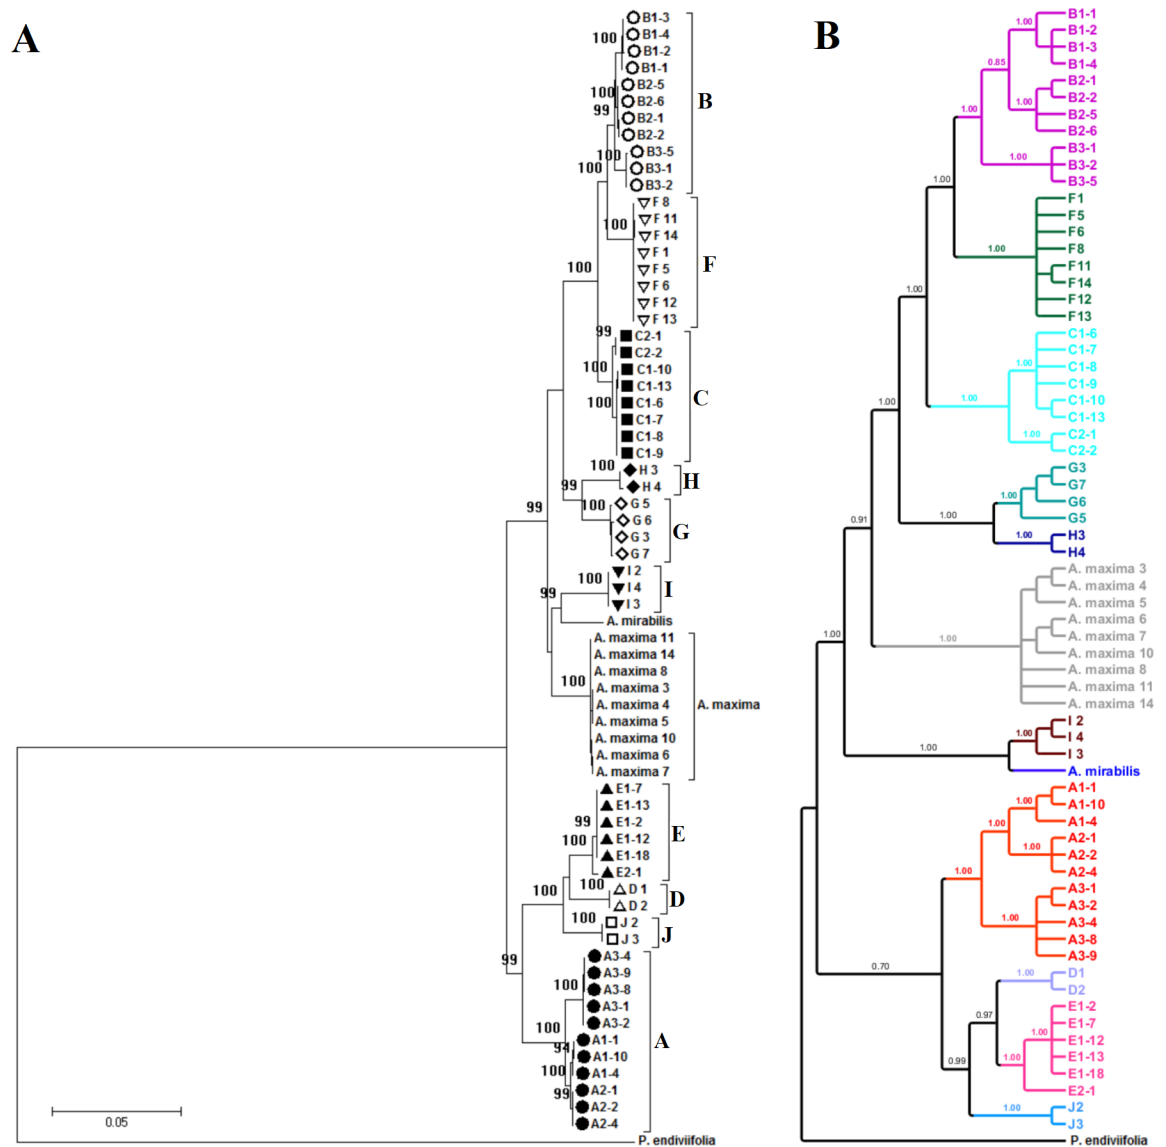 A
100
B1-3
B1-4
B1-2
B1-1
100
99
B2-5
B2-6
B2-1
B2-2
100
100
B3-5
B3-1
B3-2
B
100
F 8
F 11
F 14
F 1
F 5
F 6
F 12
F 13
F
100
99
C2-1
C2-2
100
100
C1-10
C1-13
C1-6
C1-7
C1-8
C1-9
C
100
H 3
H 4
H
99
100
G 5
G 6
G 3
G 7
G
99
100
I 2
I 4
I 3
I
99
A. mirabilis
100
A. maxima 11
A. maxima 14
A. maxima 8
A. maxima 3
A. maxima 4
A. maxima 5
A. maxima 10
A. maxima 6
A. maxima 7
A. maxima
99
100
E1-7
E1-13
E1-2
E1-12
E1-18
E2-1
E
100
100
D 1
D 2
D
100
J 2
J 3
J
99
100
A3-4
A3-9
A3-8
A3-1
A3-2
100
94
100
99
A1-1
A1-10
A1-4
A2-1
A2-2
A2-4
A
P. endiviifolia
0.05
B
1.00
B1-1
B1-2
B1-3
B1-4
0.85
1.00
B2-1
B2-2
B2-5
B2-6
1.00
1.00
B3-1
B3-2
B3-5
1.00
1.00
F1
F5
F6
F8
F11
F14
F12
F13
1.00
1.00
C1-6
C1-7
C1-8
C1-9
C1-10
C1-13
1.00
C2-1
C2-2
1.00
1.00
1.00
G3
G7
G6
G5
1.00
H3
H4
0.91
1.00
A. maxima 3
A. maxima 4
A. maxima 5
A. maxima 6
A. maxima 7
A. maxima 10
A. maxima 8
A. maxima 11
A. maxima 14
1.00
1.00
1.00
I 2
I 4
I 3
A. mirabilis
1.00
1.00
A1-1
A1-10
A1-4
1.00
A2-1
A2-2
A2-4
1.00
1.00
A3-1
A3-2
A3-4
A3-8
A3-9
0.70
0.97
1.00
D1
D2
1.00
E1-2
E1-7
E1-12
E1-13
E1-18
E2-1
0.99
1.00
J2
J3
P. endiviifolia